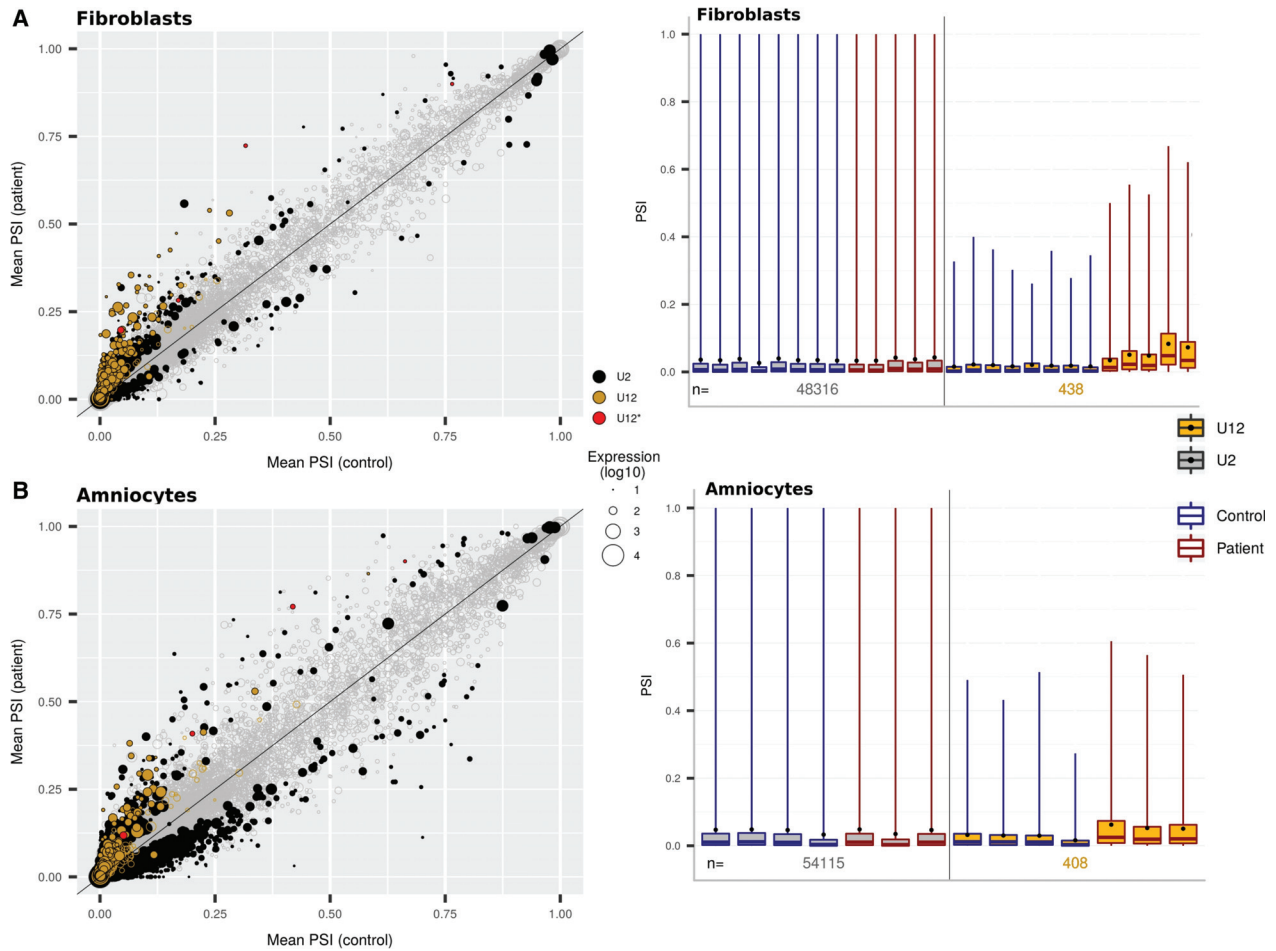 A
Fibroblasts
Mean PSI (patient)
1.00
0.75
0.50
0.25
0.00
0.00
0.25
0.50
0.75
1.00
Mean PSI (control)
U2
U12
U12*
Fibroblasts
PSI
1.0
0.8
0.6
0.4
0.2
0.0
n=
48316
438
Expression
(log10)
1
2
3
4
U12
U2
Control
Patient
B
Amniocytes
Mean PSI (patient)
1.00
0.75
0.50
0.25
0.00
0.00
0.25
0.50
0.75
1.00
Mean PSI (control)
Amniocytes
PSI
1.0
0.8
0.6
0.4
0.2
0.0
n=
54115
408